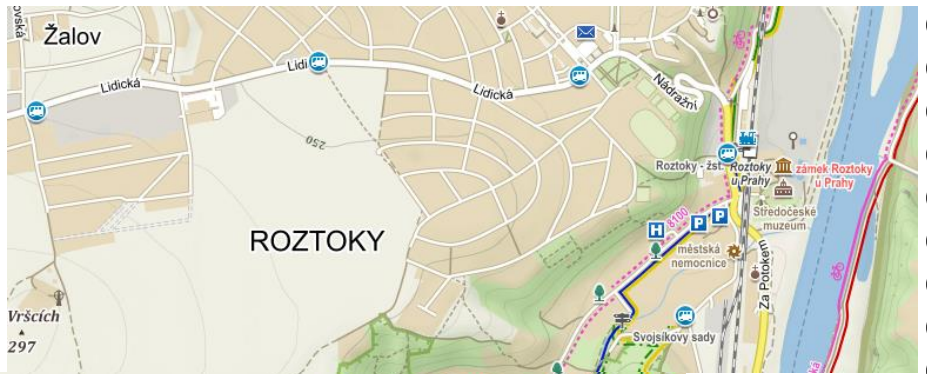 Žalov
Lidická
Lidi
Lidická
Nádražní
250
Roztoky - žst.
Roztoky
u Prahy
zámek Roztoky
u Prahy
Středočeské
muzeum
8100
H
P
P
ROZTOKY
městská
nemocnice
Za Potokem
Vršcích
297
Svojsíkovy sady